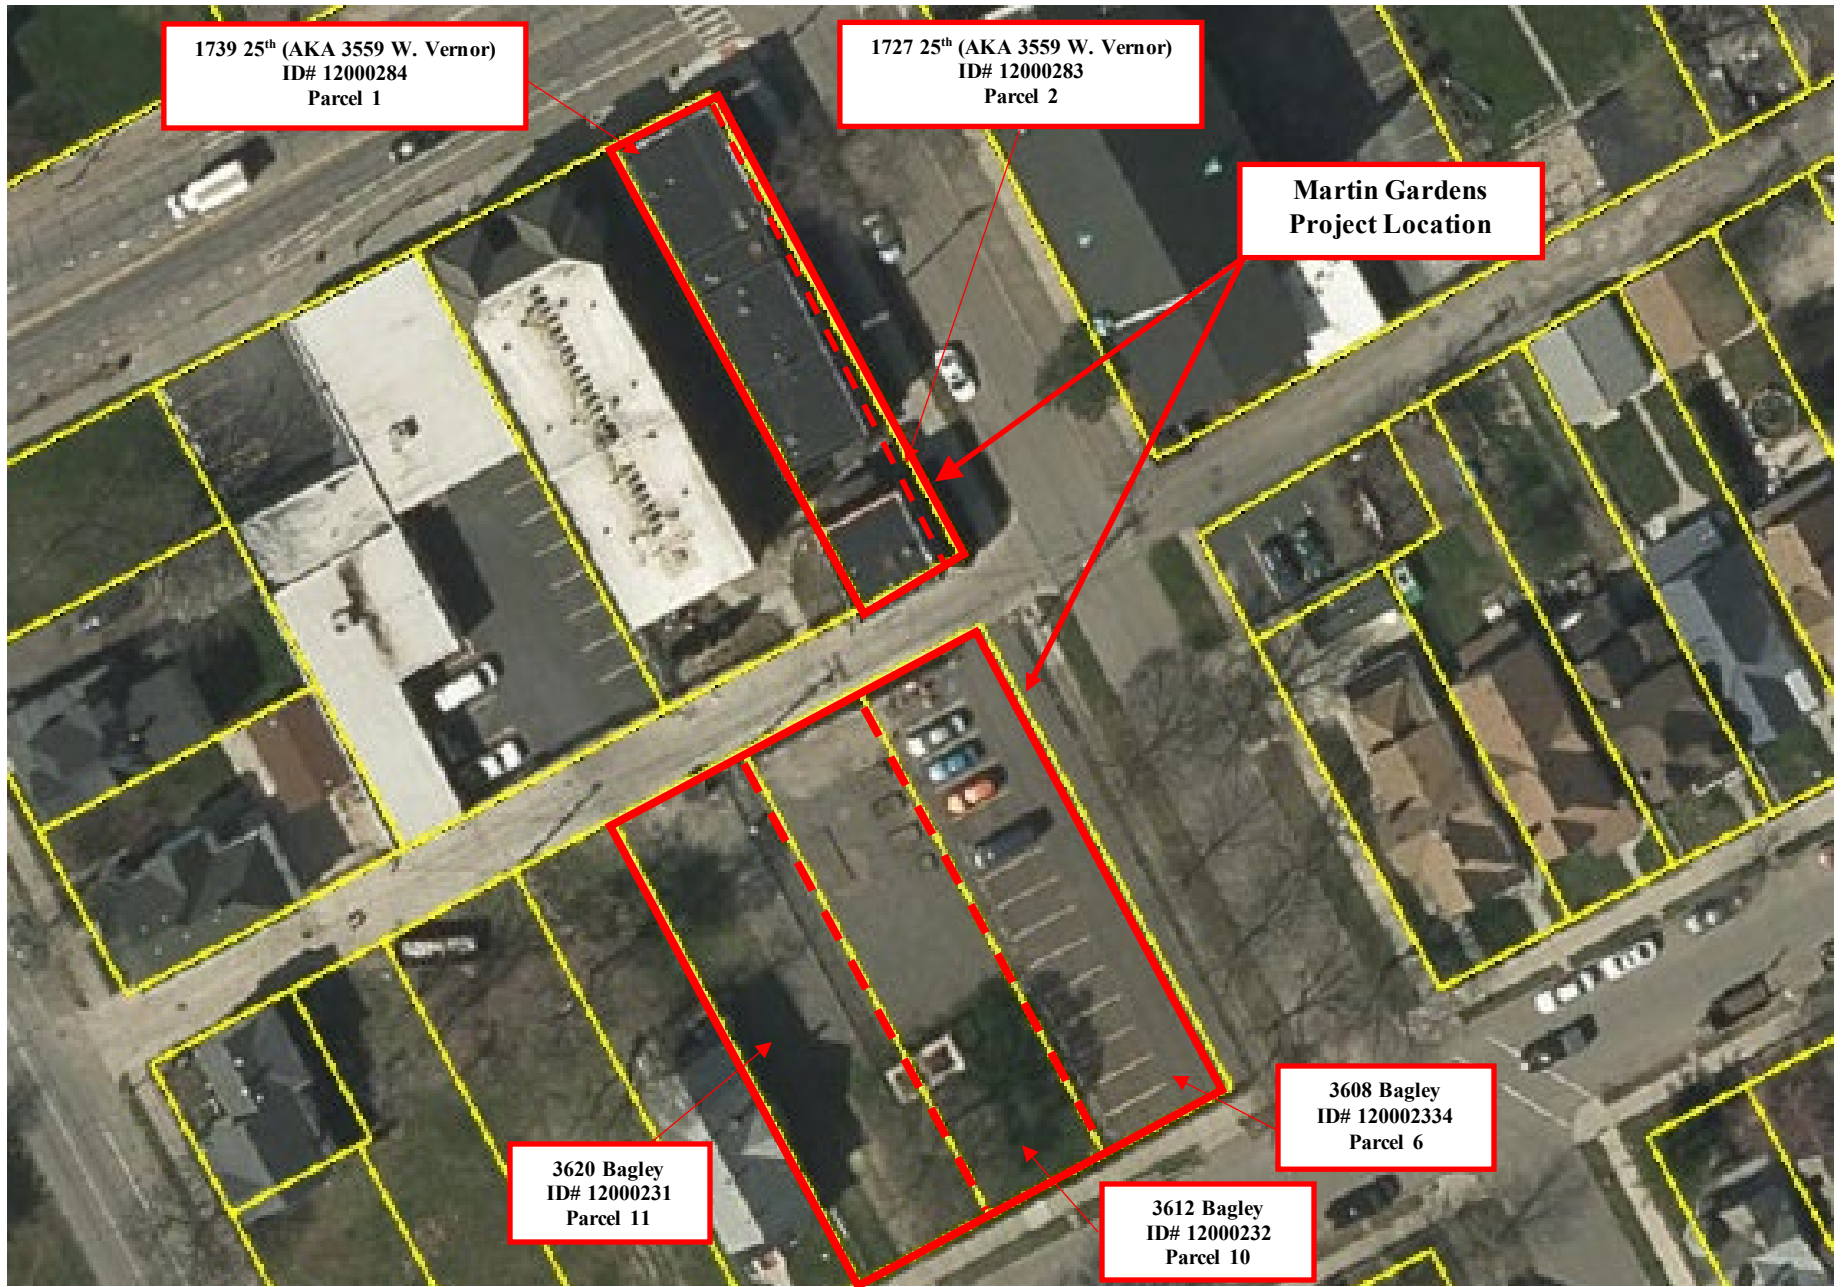 1739 25th (AKA 3559 W. Vernor)
ID# 12000284
Parcel 1
1727 25th (AKA 3559 W. Vernor)
ID# 12000283
Parcel 2
Martin Gardens
Project Location
3608 Bagley
ID# 120002334
Parcel 6
3620 Bagley
ID# 12000231
Parcel 11
3612 Bagley
ID# 12000232
Parcel 10